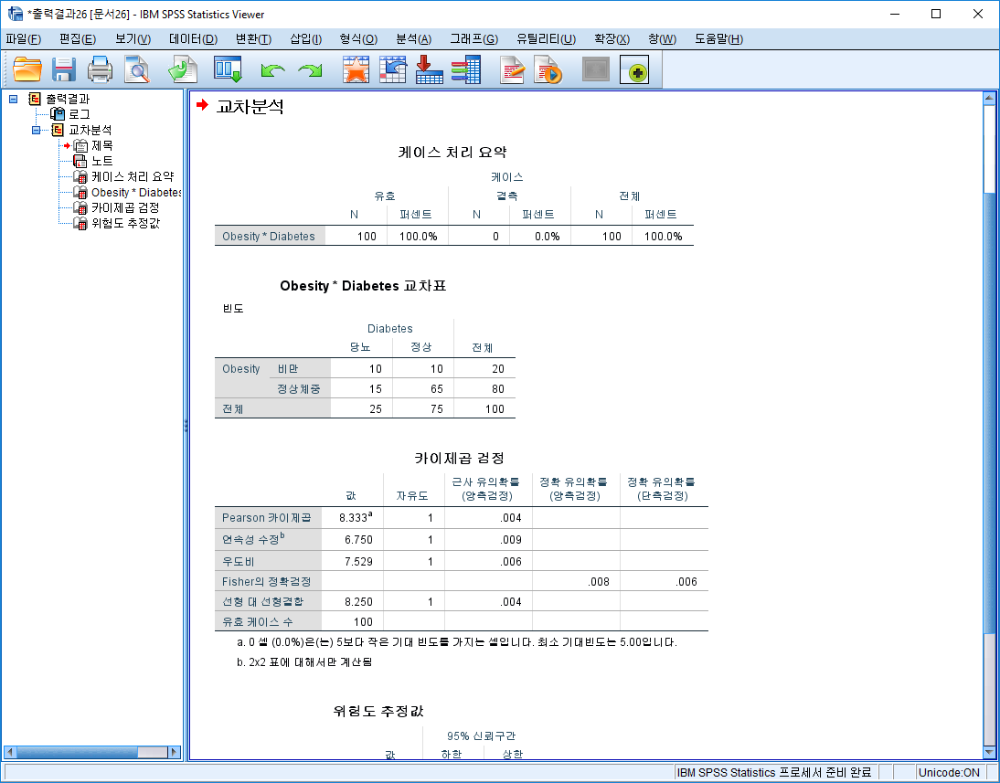 *출력결과26 [문서26] - IBM SPSS Statistics Viewer
파일(F) 편집(E) 보기(V) 데이터(D) 변환(T) 삽입(I) 형식(O) 분석(A) 그래프(G) 유틸리티(U) 확장(X) 창(W) 도움말(H)
출력결과
로그
교차분석
제목
노트
케이스 처리 요약
Obesity * Diabetes
카이제곱 검정
위험도 추정값
교차분석
케이스 처리 요약
케이스
유효 결측 전체
N 퍼센트 N 퍼센트 N 퍼센트
Obesity * Diabetes 100 100.0% 0 0.0% 100 100.0%
Obesity * Diabetes 교차표
빈도
Diabetes
당뇨 정상 전체
Obesity 비만 10 10 20
정상체중 15 65 80
전체 25 75 100
카이제곱 검정
값 자유도 근사 유의확률 (양측검정) 정확 유의확률 (양측검정) 정확 유의확률 (단측검정)
Pearson 카이제곱 8.333a 1 .004
연속성 수정b 6.750 1 .009
우도비 7.529 1 .006
Fisher의 정확검정 .008 .006
선형 대 선형결합 8.250 1 .004
유효 케이스 수 100
a. 0 셀 (0.0%)은(는) 5보다 작은 기대 빈도를 가지는 셀입니다. 최소 기대빈도는 5.00입니다.
b. 2x2 표에 대해서만 계산됨
위험도 추정값
95% 신뢰구간
값 하한 상한
IBM SPSS Statistics 프로세서 준비 완료 Unicode:ON